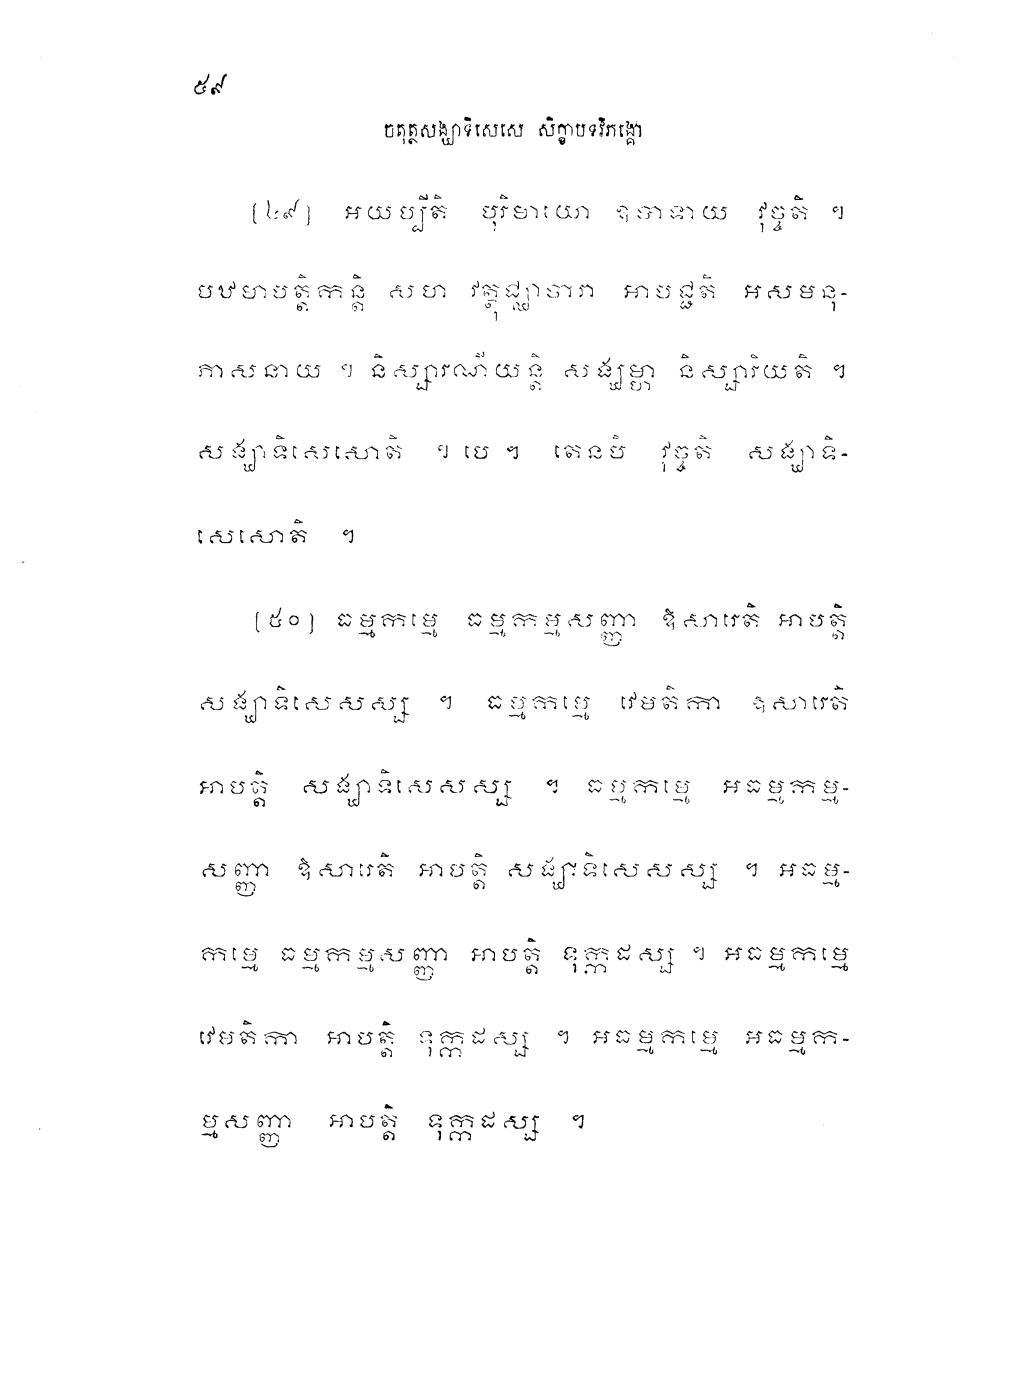 ៥៩
ចតុត្ថសង្ឃាទិសេសេ សិក្ខាបទវិភង្គោ
(៤៩) អយម្បីតិ បុរិមាយោ ឧបាទាយ វុច្ចតិ ។
បឋមាបត្តិកន្តិ សហ វត្ថុជ្ឈាចារា អាបជ្ជតិ អសមនុ-
ភាសនាយ ។ និស្សារណីយន្តិ សង្ឃម្ហា និស្សារិយតិ ។
សង្ឃាទិសេសោតិ ។ បេ ។ តេនបិ វុច្ចតិ សង្ឃាទិ-
សេសោតិ ។
(៥០) ធម្មកម្មេ ធម្មកម្មសញ្ញា ឱសារេតិ អាបត្តិ
សង្ឃាទិសេសស្ស ។ ធម្មកម្មេ វេមតិកា ឱសារេតិ
អាបត្តិ សង្ឃាទិសេសស្ស ។ ធម្មកម្មេ អធម្មកម្ម-
សញ្ញា ឱសារេតិ អាបត្តិ សង្ឃាទិសេសស្ស ។ អធម្ម-
កម្មេ ធម្មកម្មសញ្ញា អាបត្តិ ទុក្កដស្ស ។ អធម្មកម្មេ
វេមតិកា អាបត្តិ ទុក្កដស្ស ។ អធម្មកម្មេ អធម្មក-
ម្មសញ្ញា អាបត្តិ ទុក្កដស្ស ។